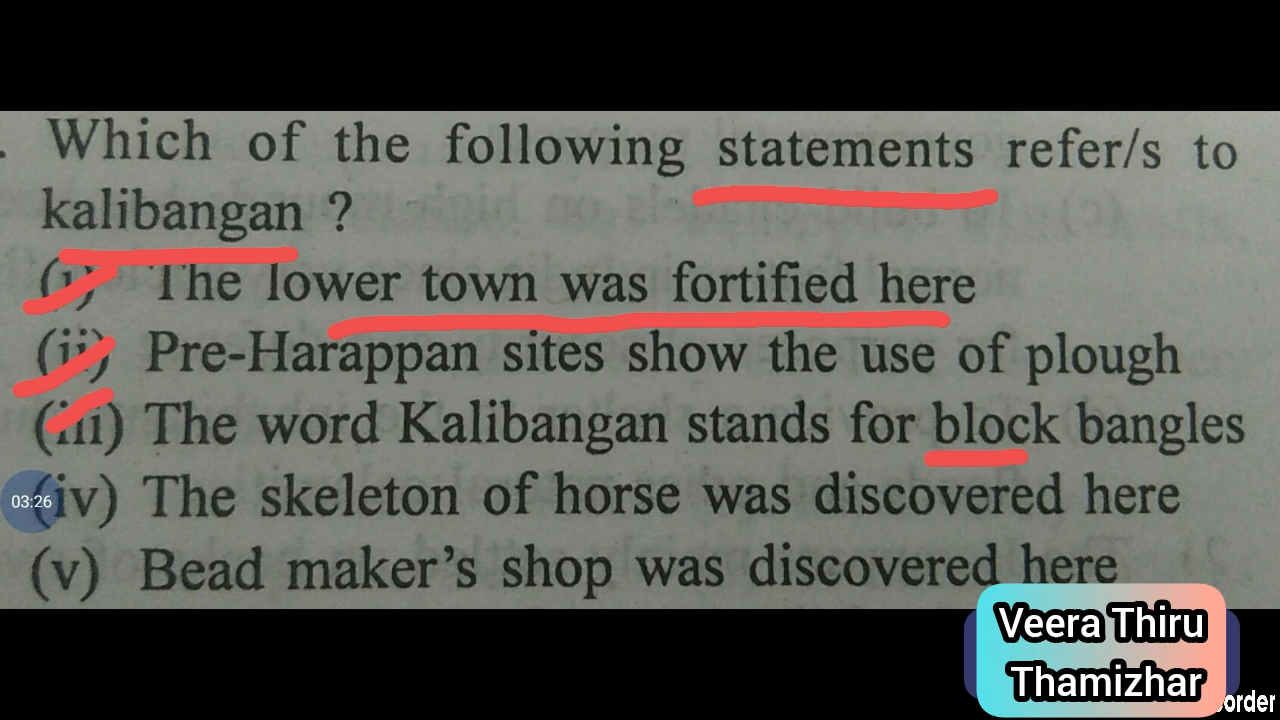 . Which of the following statements refer/s to
kalibangan ?
(i) The lower town was fortified here
(ii) Pre-Harappan sites show the use of plough
(iii) The word Kalibangan stands for block bangles
03:26
(iv) The skeleton of horse was discovered here
(v) Bead maker's shop was discovered here
Veera Thiru
Thamizhar